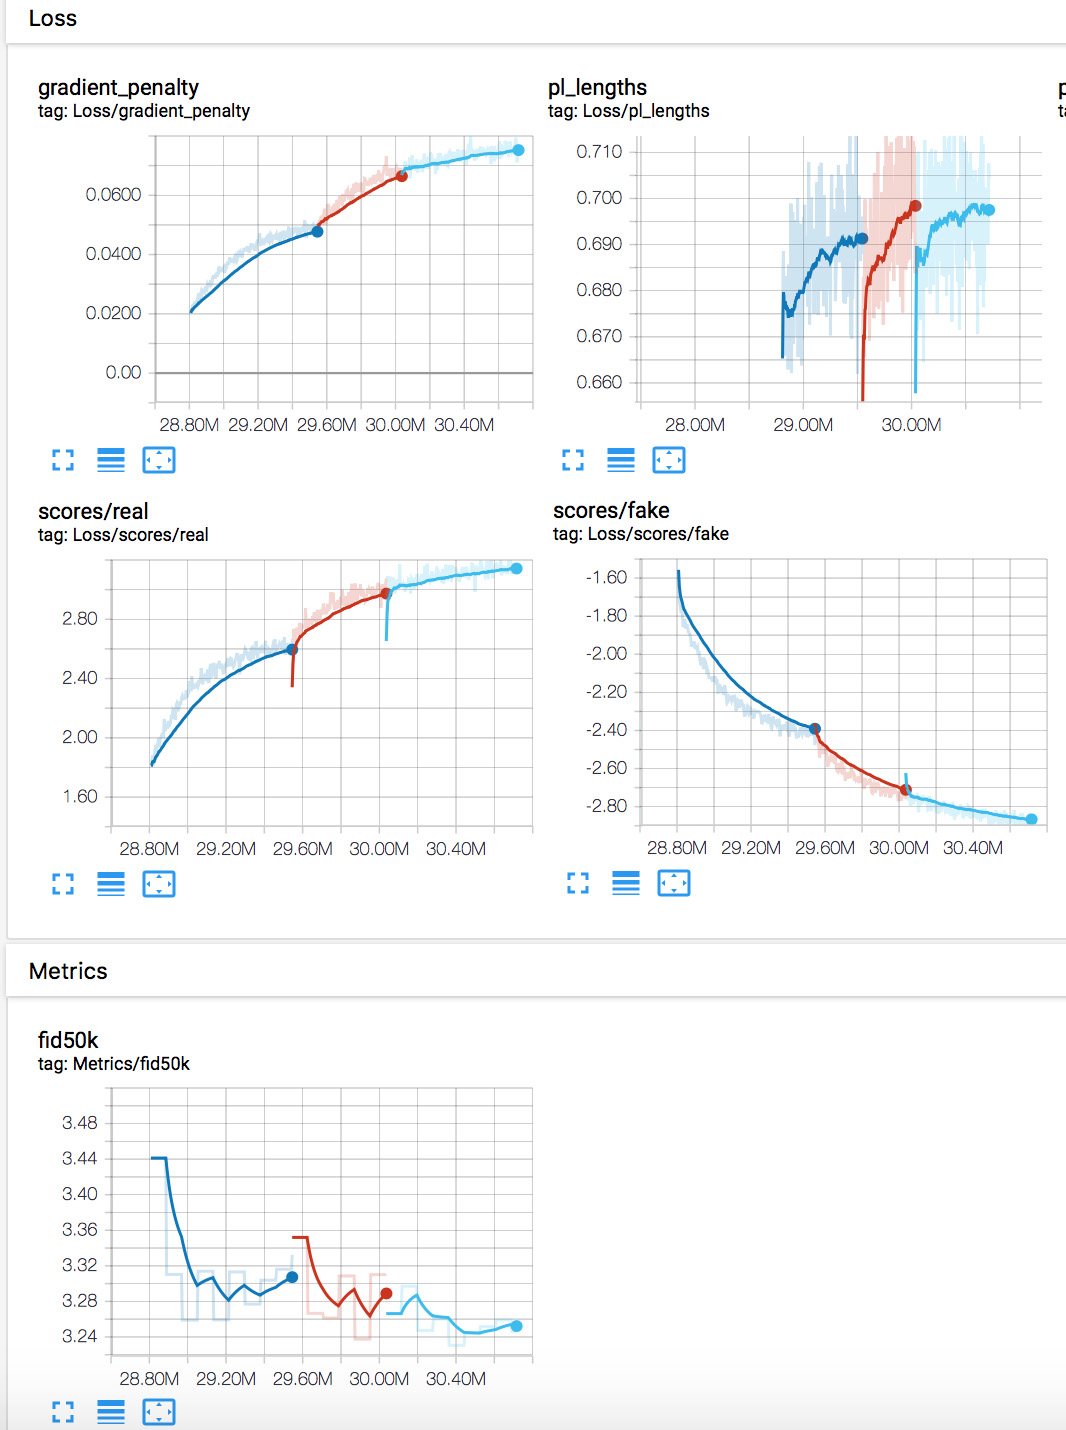 Loss
gradient_penalty
tag: Loss/gradient_penalty
0.0600
0.0400
0.0200
0.00
28.80M 29.20M 29.60M 30.00M 30.40M
pl_lengths
tag: Loss/pl_lengths
0.710
0.700
0.690
0.680
0.670
0.660
28.00M 29.00M 30.00M
scores/real
tag: Loss/scores/real
2.80
2.40
2.00
1.60
28.80M 29.20M 29.60M 30.00M 30.40M
scores/fake
tag: Loss/scores/fake
-1.60
-1.80
-2.00
-2.20
-2.40
-2.60
-2.80
28.80M 29.20M 29.60M 30.00M 30.40M
Metrics
fid50k
tag: Metrics/fid50k
3.48
3.44
3.40
3.36
3.32
3.28
3.24
28.80M 29.20M 29.60M 30.00M 30.40M